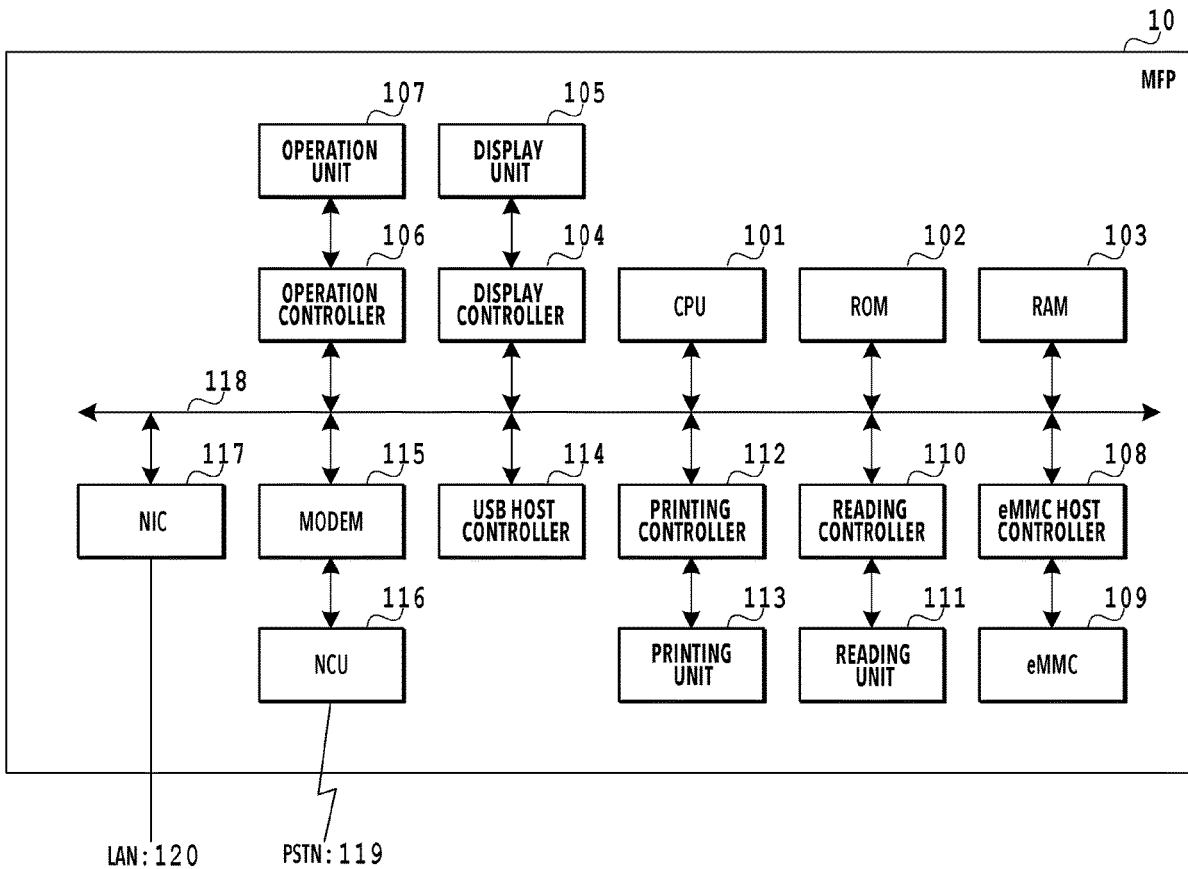 10
MFP
107
105
OPERATION
UNIT
DISPLAY
UNIT
106
104
101
102
103
OPERATION
CONTROLLER
DISPLAY
CONTROLLER
CPU
ROM
RAM
118
117
115
114
112
110
108
NIC
MODEM
USB HOST
CONTROLLER
PRINTING
CONTROLLER
READING
CONTROLLER
eMMC HOST
CONTROLLER
116
113
111
109
NCU
PRINTING
UNIT
READING
UNIT
eMMC
LAN:120
PSTN:119